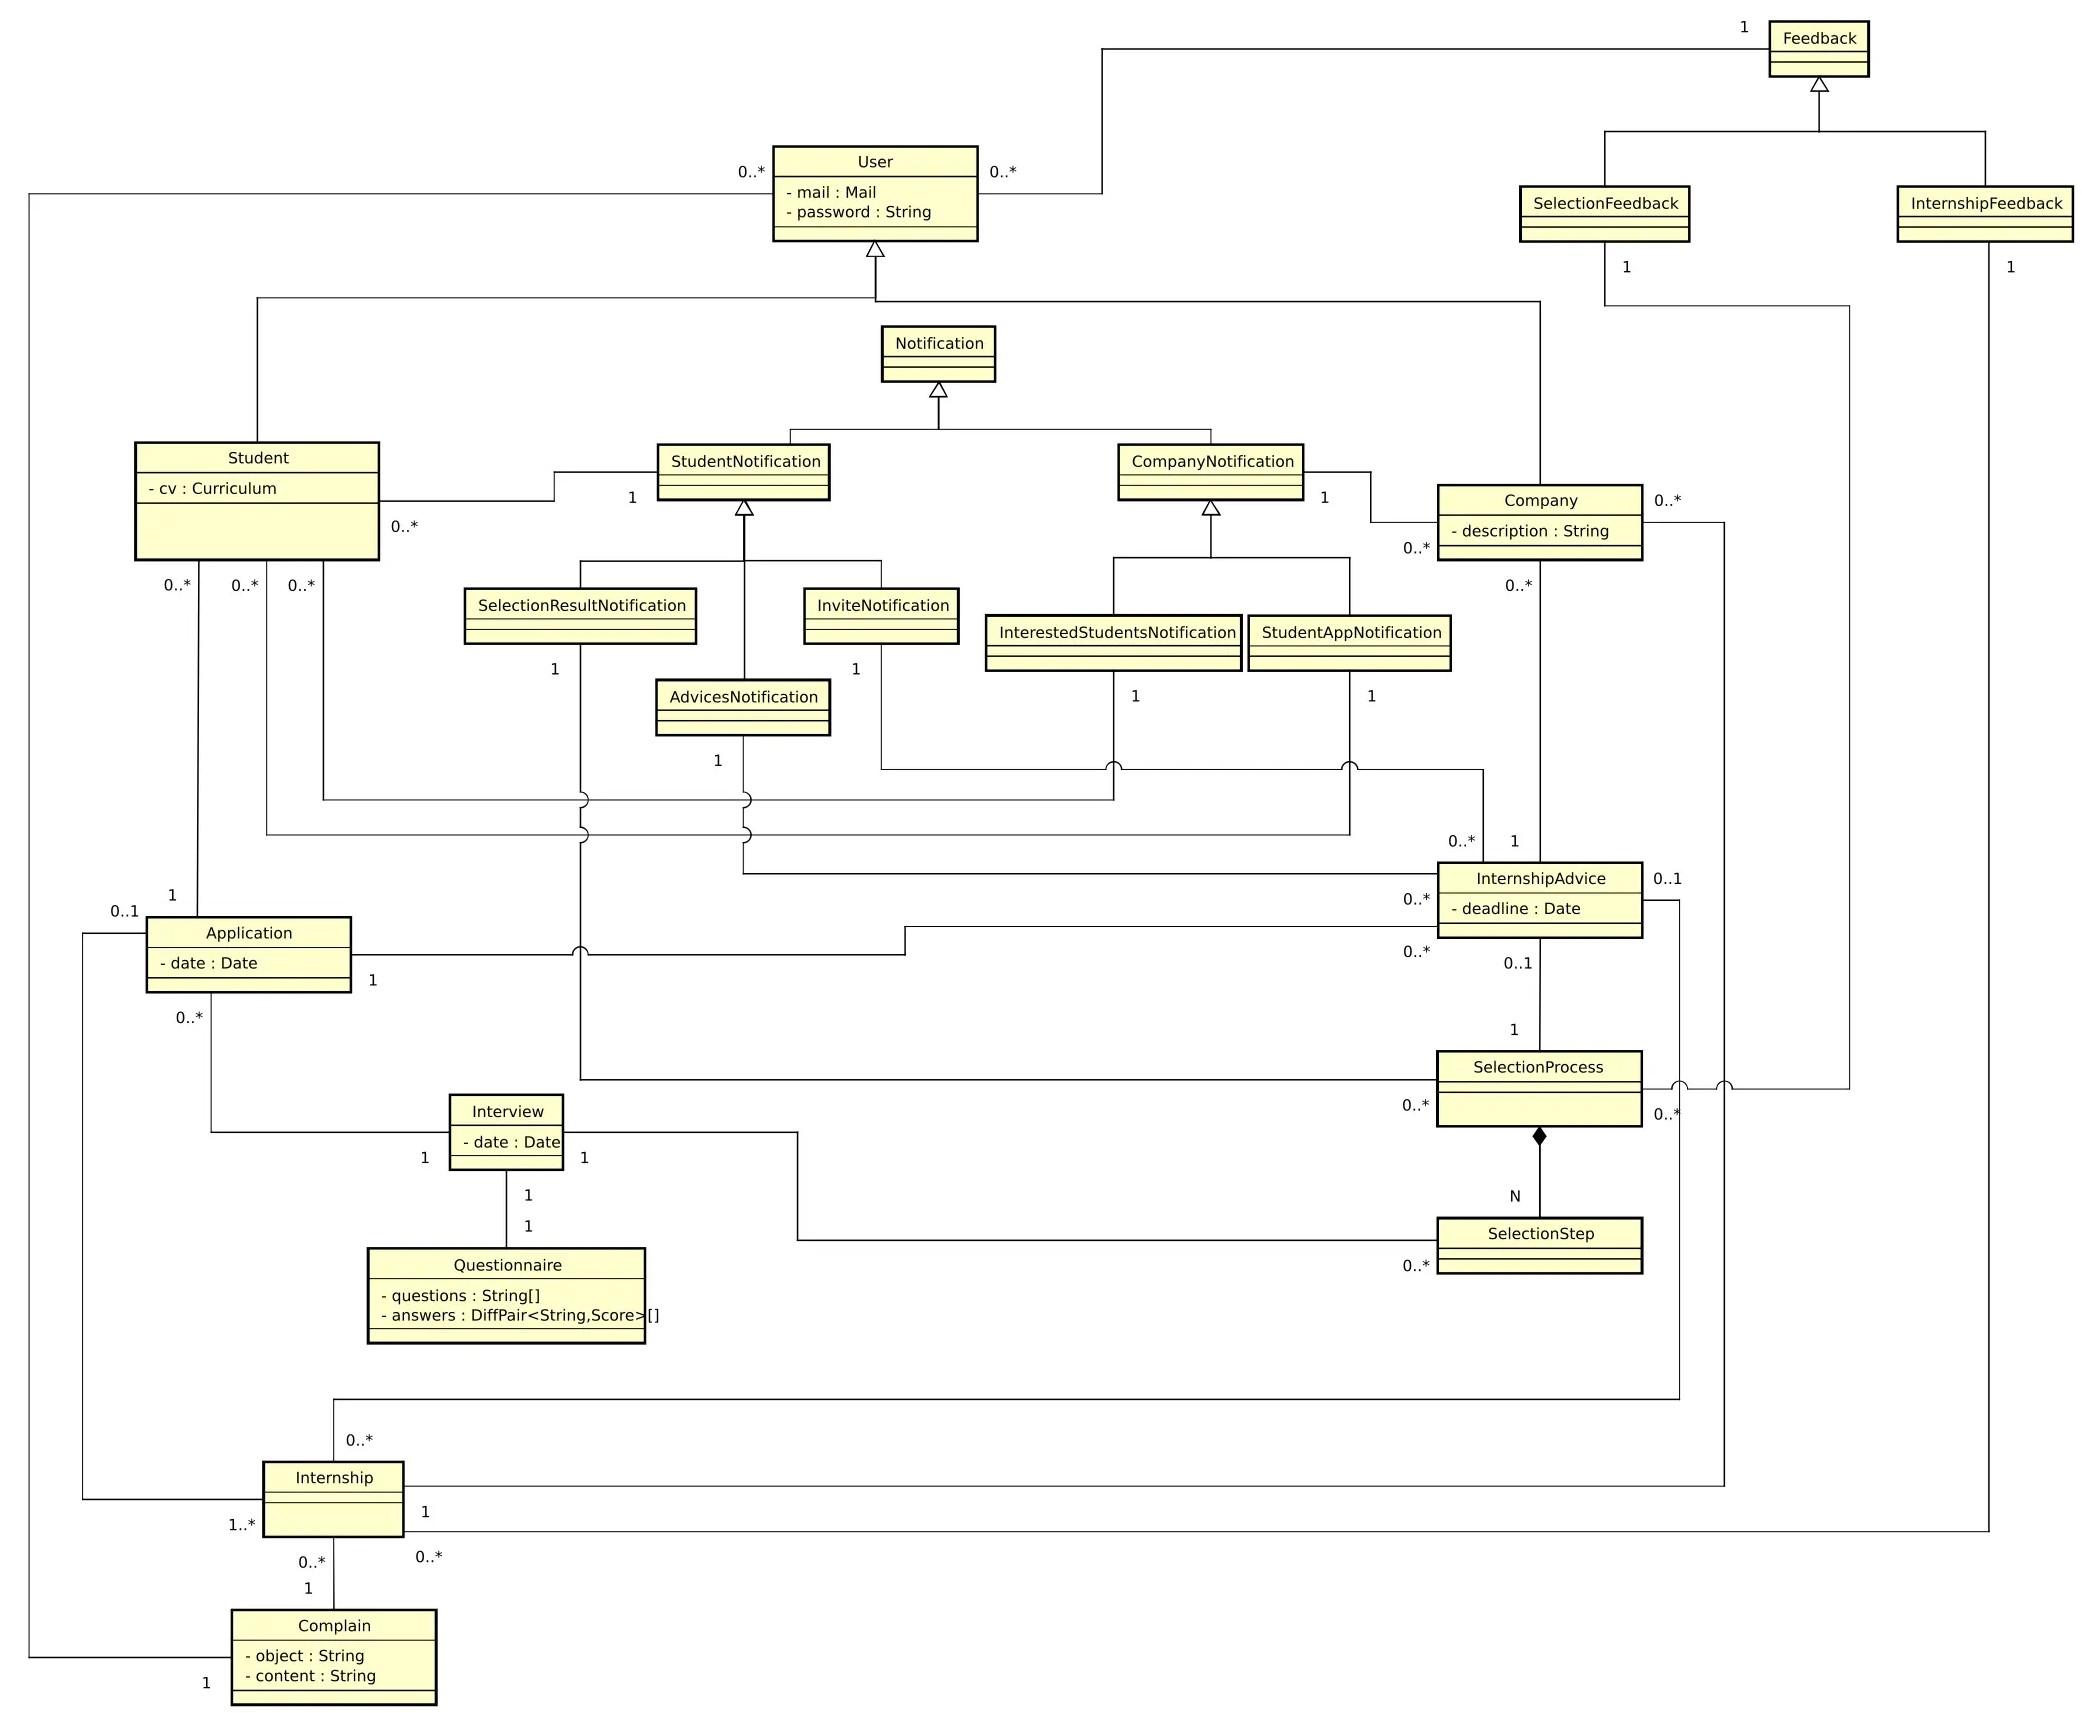 1
Feedback
User
- mail : Mail
- password : String
0..*
0..*
SelectionFeedback
InternshipFeedback
1
1
Notification
Student
- cv : Curriculum
0..*
StudentNotification
1
CompanyNotification
1
Company
- description : String
0..*
0..*
0..*
0..*
0..*
0..*
SelectionResultNotification
1
InviteNotification
1
InterestedStudentsNotification
1
StudentAppNotification
1
AdvicesNotification
1
0..*
1
InternshipAdvice
- deadline : Date
0..1
0..*
0..*
0..1
1
0..1
Application
- date : Date
1
0..*
1
SelectionProcess
0..*
0..*
Interview
- date : Date
1
1
1
1
N
SelectionStep
0..*
Questionnaire
- questions : String[]
- answers : DiffPair<String,Score>[]
0..*
Internship
1
1..*
0..*
0..*
1
Complain
- object : String
- content : String
1